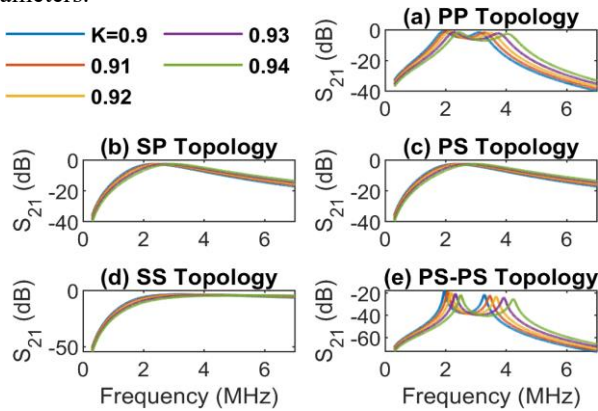 K=0.9
0.93
0.91
0.94
0.92
(a) PP Topology
S21 (dB)
0
-20
-40
0 2 4 6
(b) SP Topology
S21 (dB)
0
-20
-40
0 2 4 6
(c) PS Topology
S21 (dB)
0
-20
-40
0 2 4 6
(d) SS Topology
S21 (dB)
0
-50
0 2 4 6
Frequency (MHz)
(e) PS-PS Topology
S21 (dB)
-20
-40
-60
0 2 4 6
Frequency (MHz)